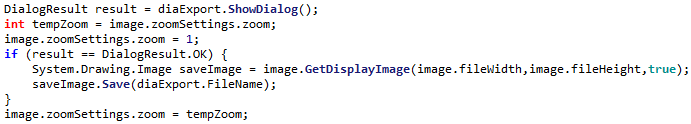 DialogResult result = diaExport.ShowDialog();
int tempZoom = image.zoomSettings.zoom;
image.zoomSettings.zoom = 1;
if (result == DialogResult.OK) {
    System.Drawing.Image saveImage = image.GetDisplayImage(image.fileWidth,image.fileHeight,true);
    saveImage.Save(diaExport.FileName);
}
image.zoomSettings.zoom = tempZoom;